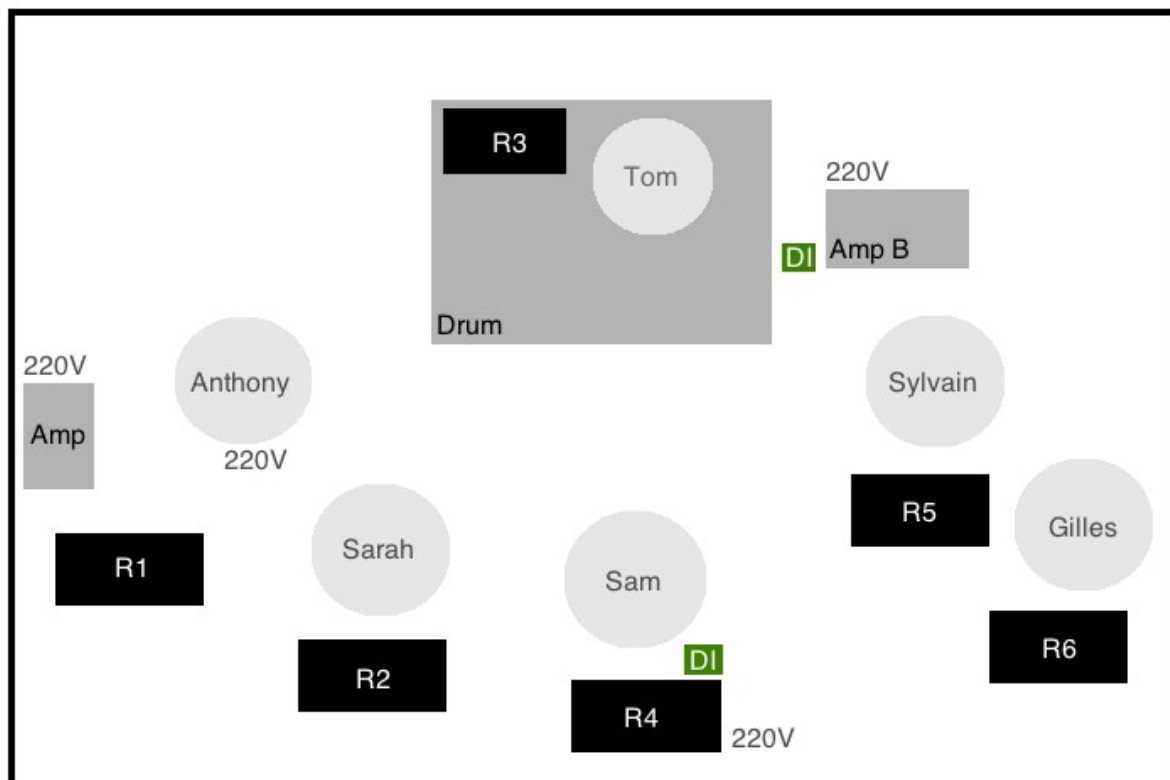 R3
Tom
220V
DI
Amp B
Drum
Anthony
Sylvain
220V
Amp
220V
R5
Gilles
Sarah
R1
Sam
R6
DI
R2
R4
220V